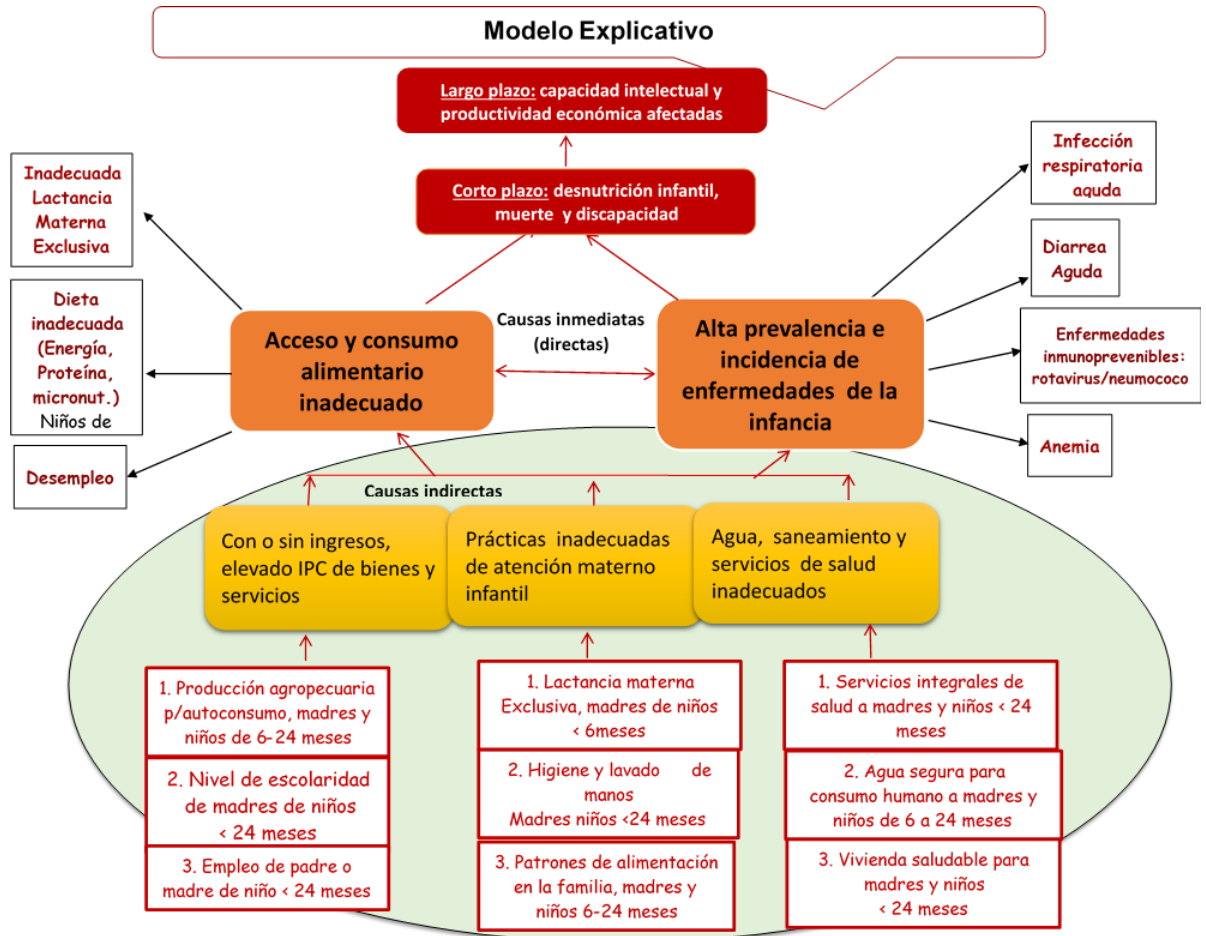 Modelo Explicativo
Largo plazo: capacidad intelectual y
productividad económica afectadas
Corto plazo: desnutrición infantil,
muerte y discapacidad
Inadecuada
Lactancia
Materna
Exclusiva
Dieta
inadecuada
(Energía,
Proteína,
micronut.)
Niños de
Desempleo
Acceso y consumo
alimentario
inadecuado
Causas inmediatas
(directas)
Alta prevalencia e
incidencia de
enfermedades de la
infancia
Infección
respiratoria
aguda
Diarrea
Aguda
Enfermedades
inmunoprevenibles:
rotavirus/neumococo
Anemia
Causas indirectas
Con o sin ingresos,
elevado IPC de bienes y
servicios
Prácticas inadecuadas
de atención materno
infantil
Agua, saneamiento y
servicios de salud
inadecuados
1. Producción agropecuaria
p/autoconsumo, madres y
niños de 6-24 meses
2. Nivel de escolaridad
de madres de niños
< 24 meses
3. Empleo de padre o
madre de niño < 24 meses
1. Lactancia materna
Exclusiva, madres de niños
< 6meses
2. Higiene y lavado de
manos
Madres niños <24 meses
3. Patrones de alimentación
en la familia, madres y
niños 6-24 meses
1. Servicios integrales de
salud a madres y niños < 24
meses
2. Agua segura para
consumo humano a madres y
niños de 6 a 24 meses
3. Vivienda saludable para
madres y niños
< 24 meses